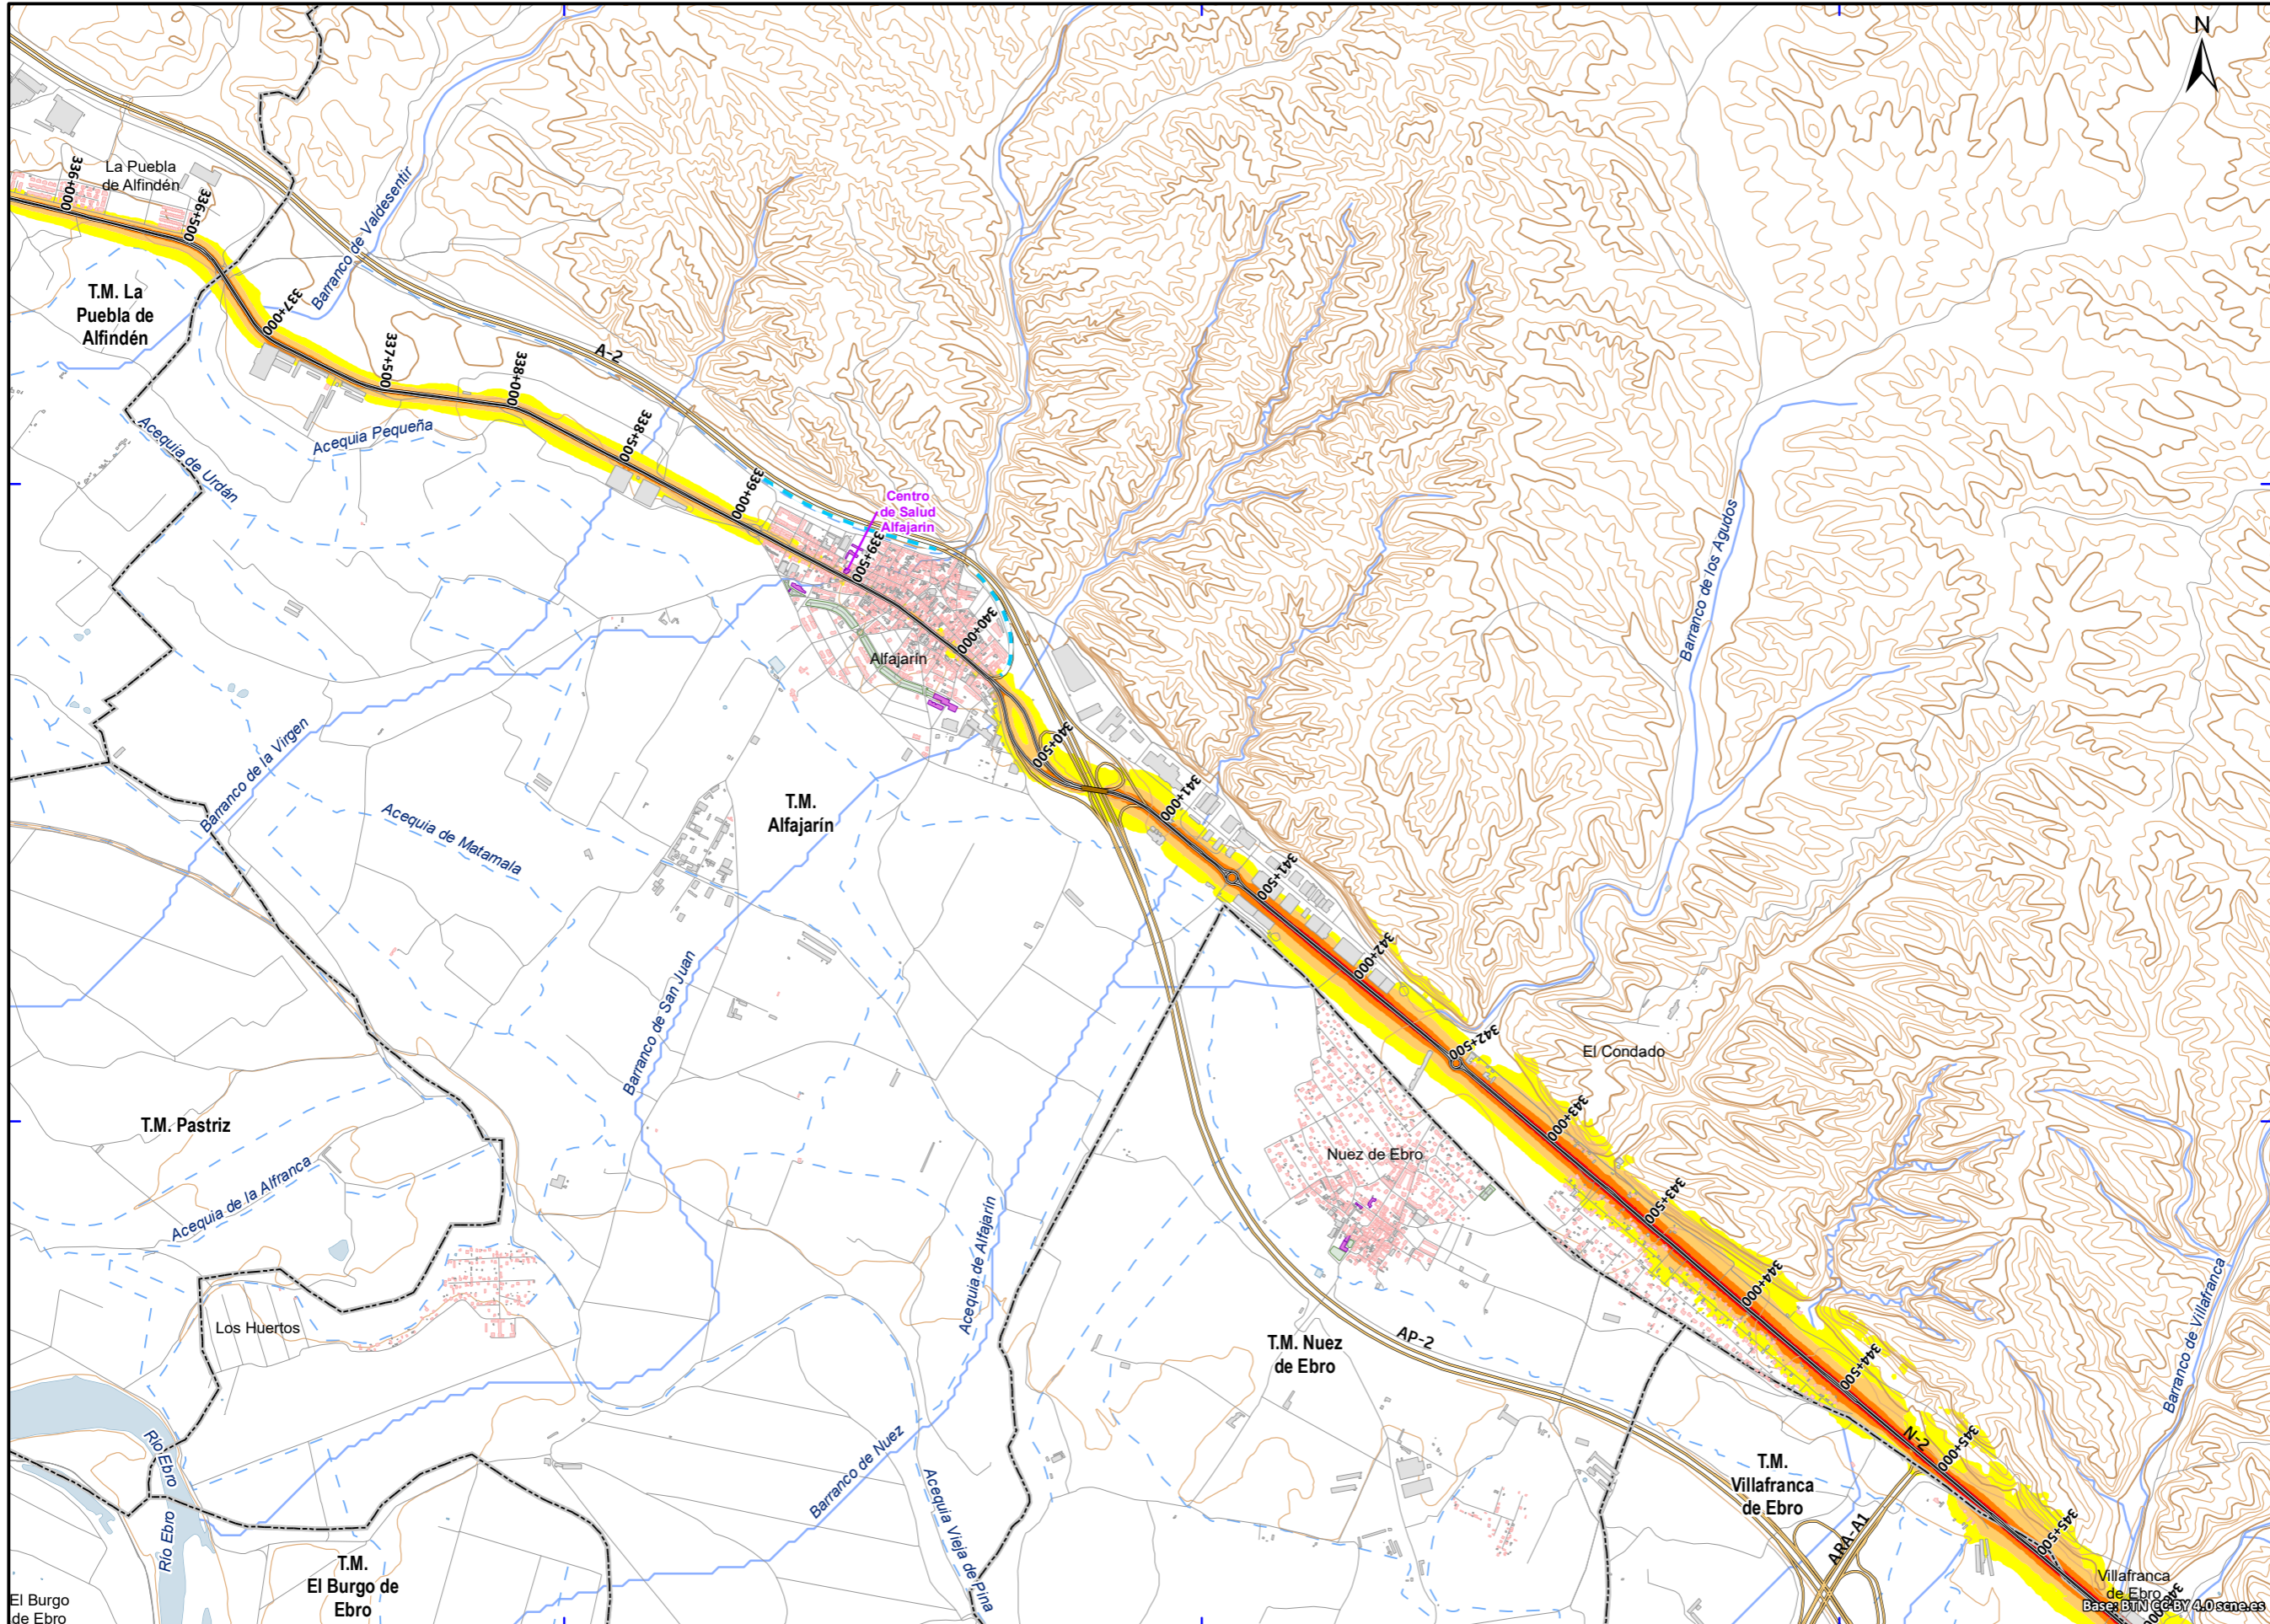 N
La Puebla
de Alfindén
336+000
336+500
Barranco de Valdesentir
T.M. La
Puebla de
Alfindén
337+000
337+500
338+000
A-2
338+500
Acequia Pequeña
Acequia de Urdán
339+000
Centro
de Salud
Alfajarin
339+500
340+000
Alfajarín
Barranco de los Agudos
340+500
341+000
Barranco de la Virgen
Acequia de Matamala
T.M.
Alfajarín
341+500
342+000
Barranco de San Juan
342+500
El Condado
343+000
T.M. Pastriz
Nuez de Ebro
Acequia de la Alfranca
343+500
Acequia de Alfajarín
344+000
Barranco de Villafranca
Los Huertos
AP-2
T.M. Nuez
de Ebro
344+500
N-2
345+000
Río Ebro
Barranco de Nuez
T.M.
Villafranca
de Ebro
Acequia Vieja de Pina
345+500
ARA-A1
Río Ebro
T.M.
El Burgo de
Ebro
Villafranca
de Ebro
El Burgo
de Ebro
Base: BTN CC-BY 4.0 scne.es